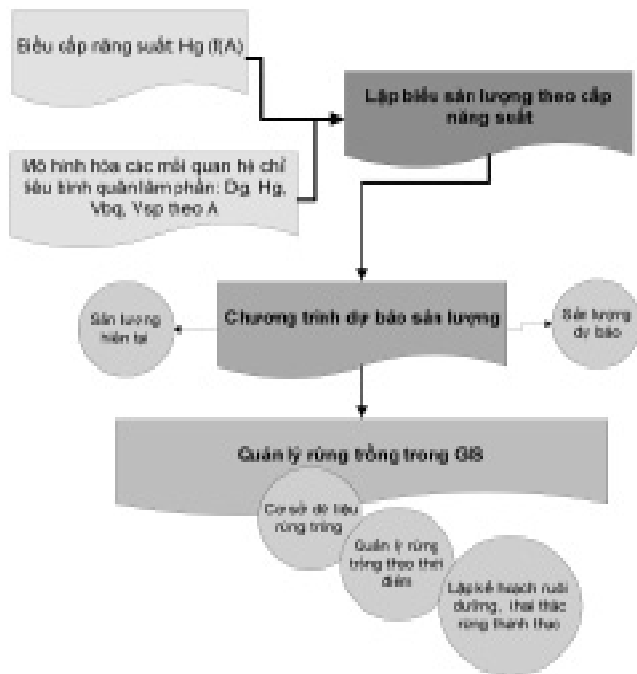 Biểu cấp năng suất Hg (f(A)
Lập biểu sản lượng theo cấp
năng suất
Mô hình hóa các mối quan hệ chỉ
tiêu bình quân lâm phần: Dg, Hg,
Vbq, Ysp theo A
Chương trình dự báo sản lượng
Sản lượng
hiện tại
Sản lượng
dự báo
Quản lý rừng trồng trong GIS
Cơ sở dữ liệu
rừng trồng
Quản lý rừng
trồng theo thời
điểm
Lập kế hoạch nuôi
dưỡng, khai thác
rừng thành thục